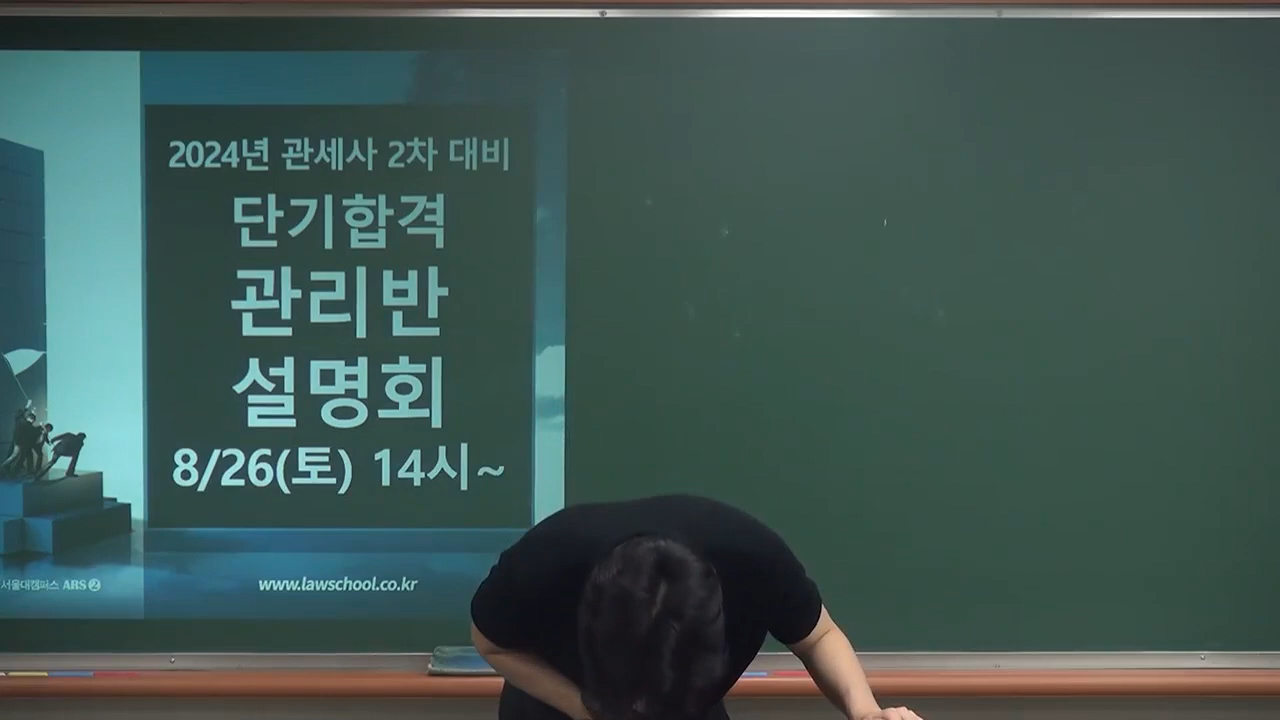 2024년 관세사 2차 대비
단기합격
관리반
설명회
8/26(토) 14시~
서울대캠퍼스 ARS 2
www.lawschool.co.kr